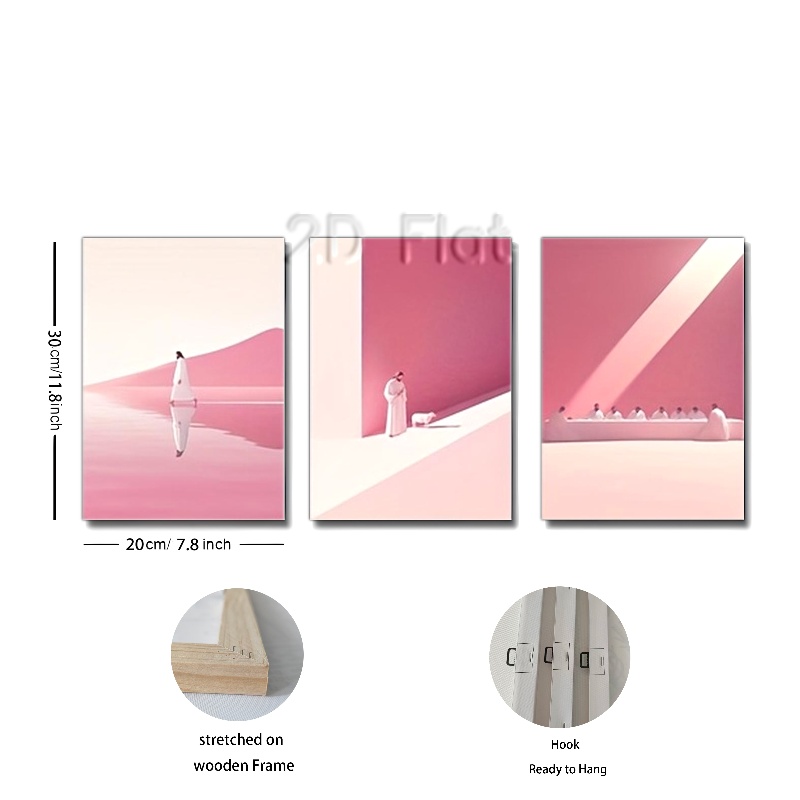 2D Flat
30cm/11.8inch
20cm/ 7.8 inch
stretched on
wooden Frame
Hook
Ready to Hang